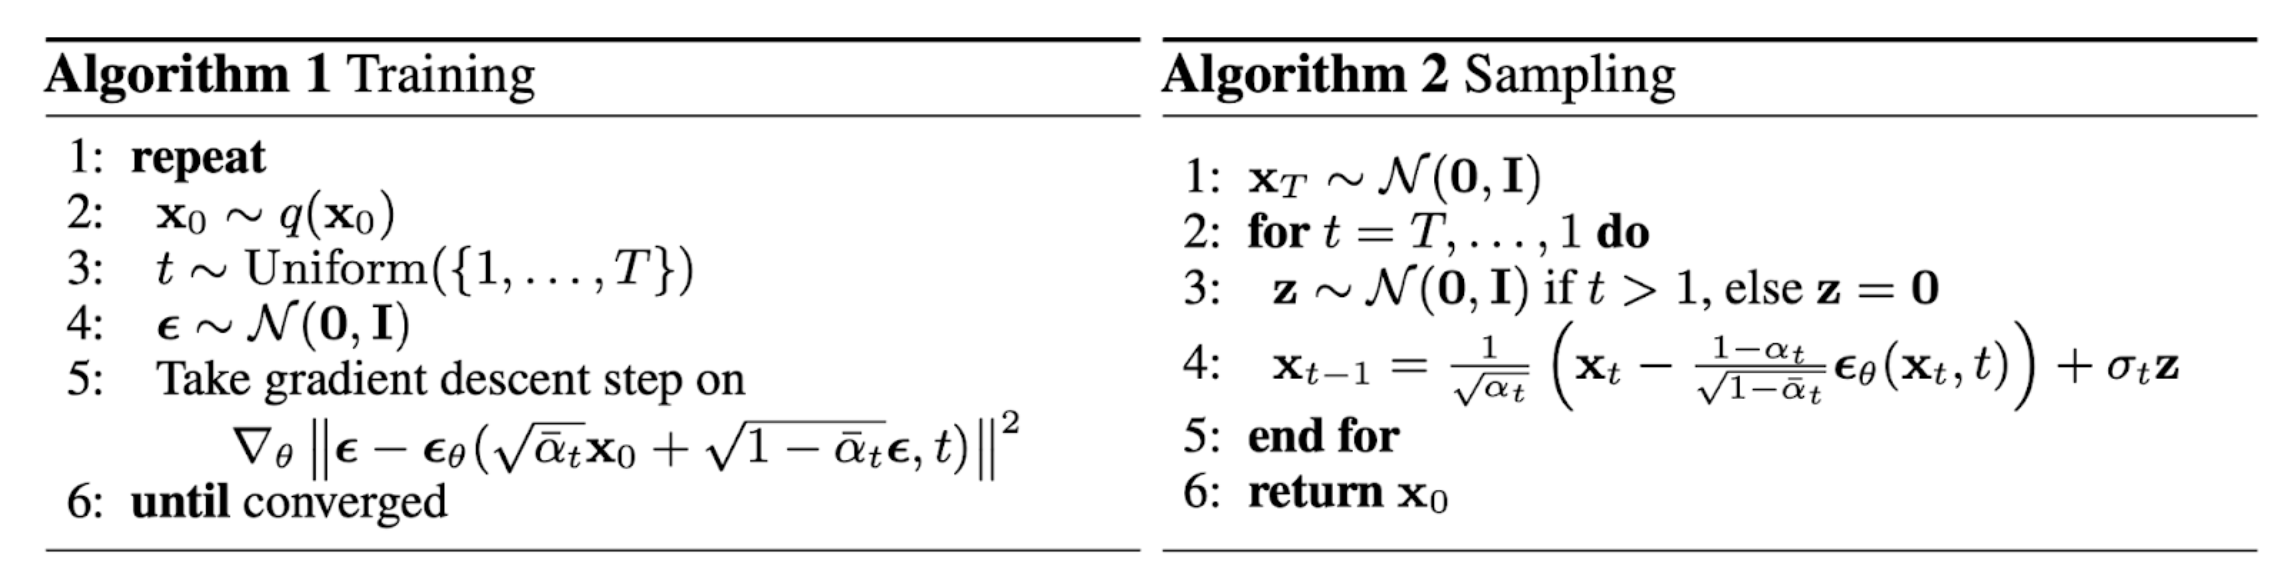 Algorithm 1 Training
1: repeat
2: x₀ ∼ q(x₀)
3: t ∼ Uniform({1, . . . , T})
4: ϵ ∼ 𝒩(0, I)
5: Take gradient descent step on
∇_θ ‖ϵ − ϵ_θ(√ᾱ_t x₀ + √(1 − ᾱ_t) ϵ, t)‖²
6: until converged
Algorithm 2 Sampling
1: x_T ∼ 𝒩(0, I)
2: for t = T, . . . , 1 do
3: z ∼ 𝒩(0, I) if t > 1, else z = 0
4: x_{t−1} = 1/√α_t (x_t − (1−α_t)/√(1−ᾱ_t) ϵ_θ(x_t, t)) + σ_t z
5: end for
6: return x₀